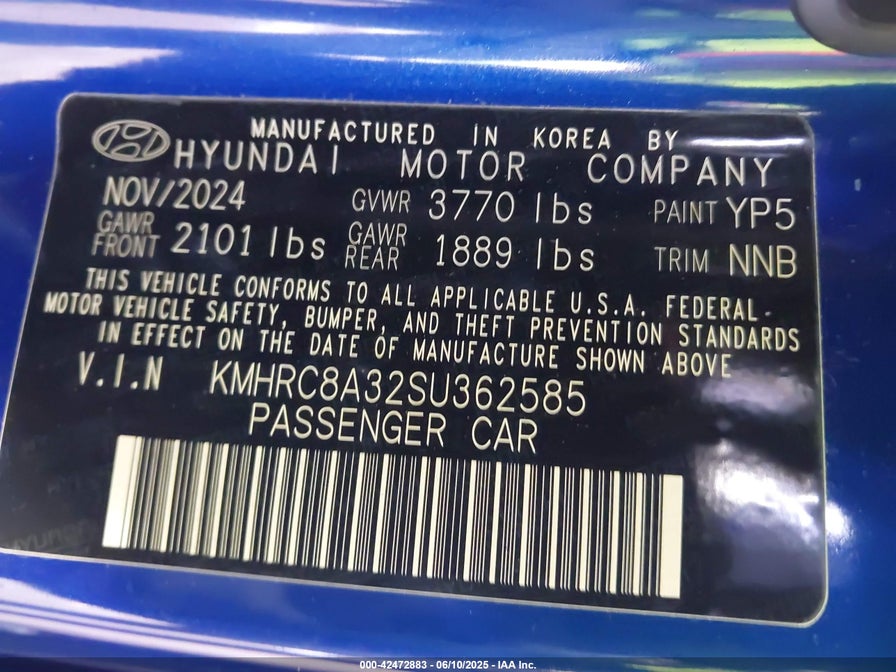 MANUFACTURED IN KOREA BY
HYUNDAI MOTOR COMPANY
NOV/2024 GVWR 3770 lbs PAINT YP5
GAWR FRONT 2101 lbs GAWR REAR 1889 lbs TRIM NNB
THIS VEHICLE CONFORMS TO ALL APPLICABLE U.S.A. FEDERAL
MOTOR VEHICLE SAFETY, BUMPER, AND THEFT PREVENTION STANDARDS
IN EFFECT ON THE DATE OF MANUFACTURE SHOWN ABOVE
V.I.N KMHRC8A32SU362585
PASSENGER CAR
HYUNDAI
000-42472883 - 06/10/2025 - IAA Inc.